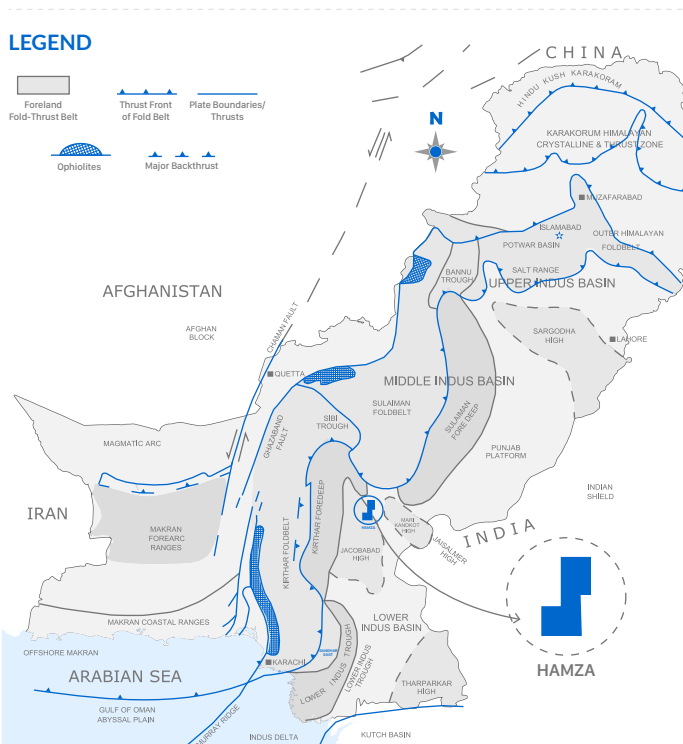 LEGEND
Foreland
Fold-Thrust Belt
Thrust Front
of Fold Belt
Plate Boundaries/
Thrusts
Ophiolites
Major Backthrust
N
CHINA
HINDU KUSH KARAKORAM
KARAKORUM HIMALAYAN
CRYSTALLINE & THRUST ZONE
MUZAFARABAD
ISLAMABAD
OUTER HIMALAYAN
FOLDBELT
POTWAR BASIN
BANNU
TROUGH
SALT RANGE
UPPER INDUS BASIN
AFGHANISTAN
AFGHAN
BLOCK
CHAMAN FAULT
SARGODHA
HIGH
LAHORE
QUETTA
MIDDLE INDUS BASIN
SULAIMAN
FOLDBELT
SIBI
TROUGH
SULAIMAN
FORE DEEP
GHAZABAND
FAULT
PUNJAB
PLATFORM
MAGMATIC ARC
INDIAN
SHIELD
IRAN
MAKRAN
FOREARC
RANGES
KIRTHAR FOLDBELT
KIRTHAR FOREDEEP
HAMZA
MARI
KANDKOT
HIGH
INDIA
JAISALMER
HIGH
JACOBABAD
HIGH
MAKRAN COASTAL RANGES
LOWER
INDUS BASIN
OFFSHORE MAKRAN
KARACHI
ARABIAN SEA
LOWER INDUS TROUGH
LOWER INDUS
TROUGH
THARPARKAR
HIGH
HAMZA
GULF OF OMAN
ABYSSAL PLAIN
MURRAY RIDGE
INDUS DELTA
KUTCH BASIN